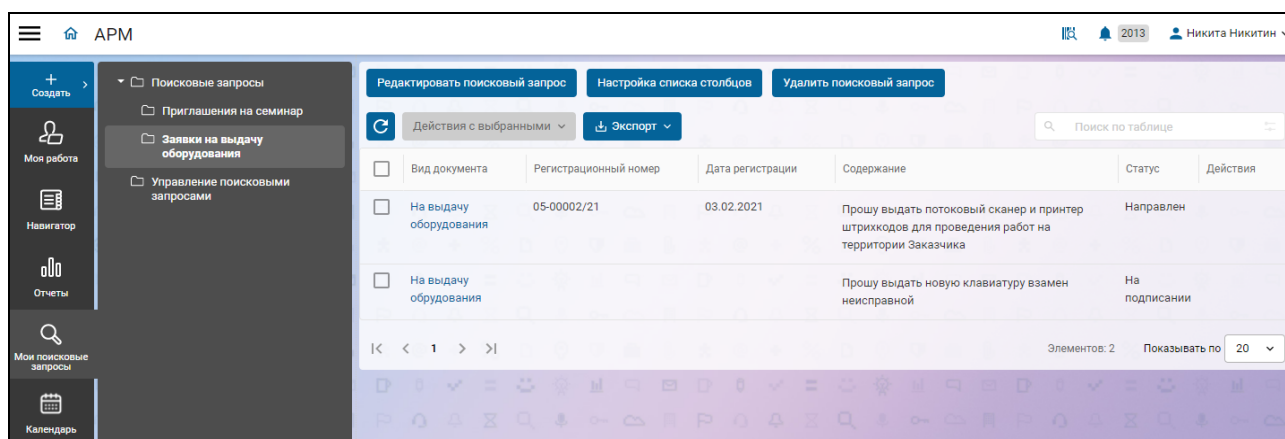 АРМ
2013
Никита Никитин
Создать
Моя работа
Навигатор
Отчеты
Мои поисковые
запросы
Календарь
Поисковые запросы
Приглашения на семинар
Заявки на выдачу
оборудования
Управление поисковыми
запросами
Редактировать поисковый запрос
Настройка списка столбцов
Удалить поисковый запрос
Действия с выбранными
Экспорт
Поиск по таблице
Вид документа
Регистрационный номер
Дата регистрации
Содержание
Статус
Действия
На выдачу
оборудования
05-00002/21
03.02.2021
Прошу выдать потоковый сканер и принтер
штрихкодов для проведения работ на
территории Заказчика
Направлен
На выдачу
обрудования
Прошу выдать новую клавиатуру взамен
неисправной
На
подписании
1
Элементов: 2
Показывать по
20